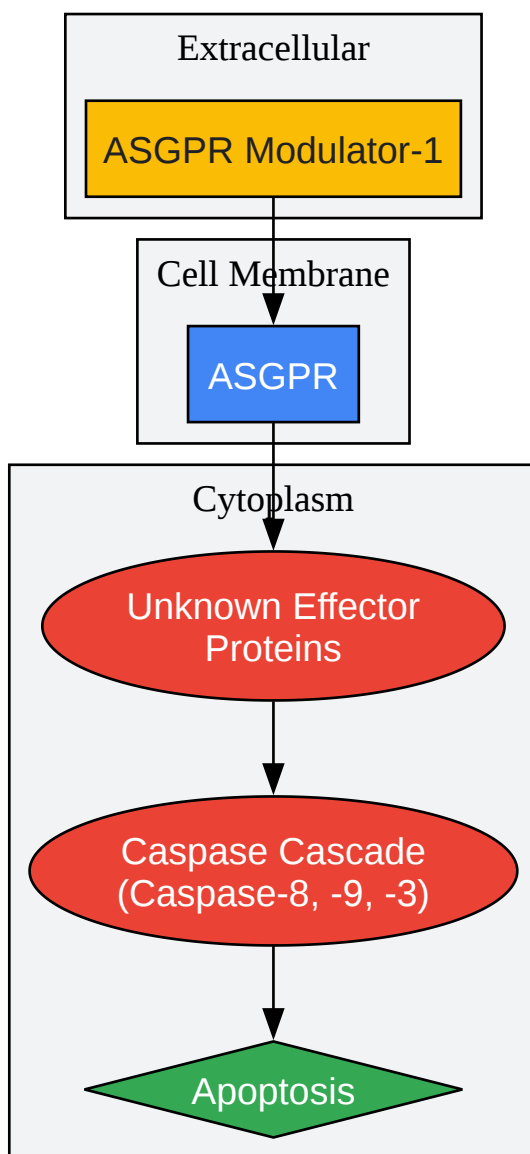 Extracellular
ASGPR Modulator-1
Cell Membrane
ASGPR
Cytoplasm
Unknown Effector
Proteins
Caspase Cascade
(Caspase-8, -9, -3)
Apoptosis